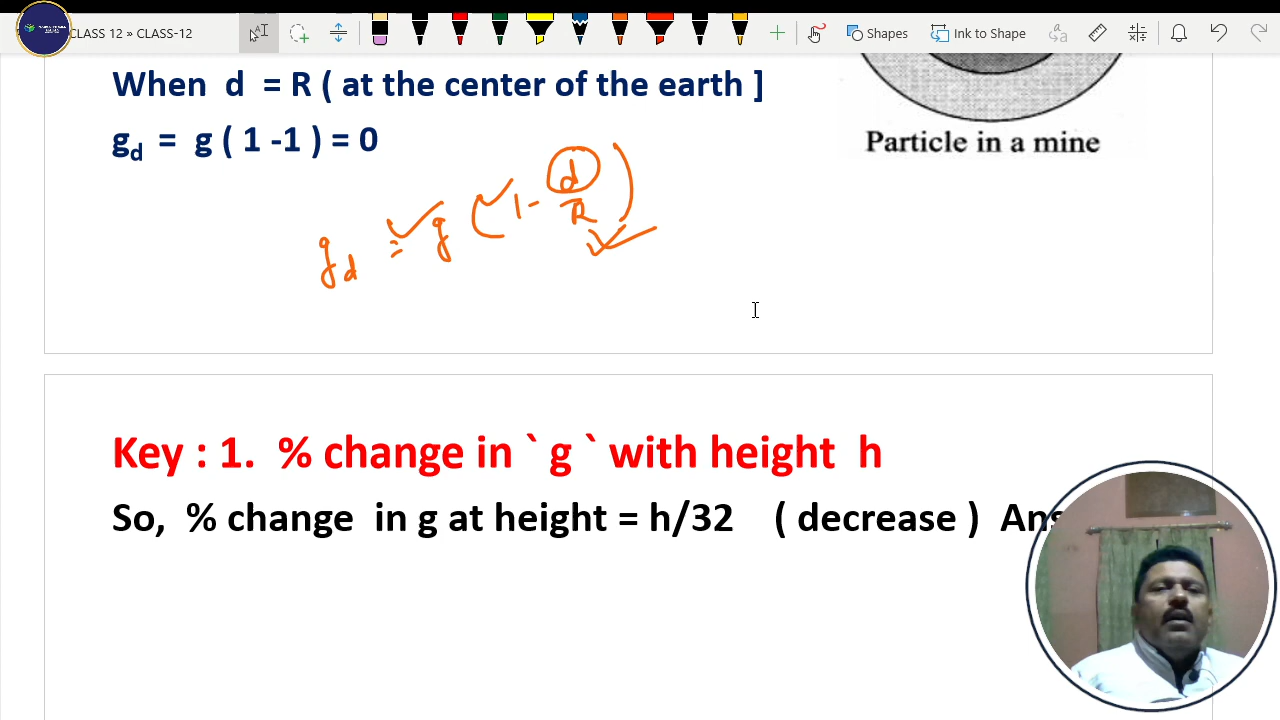 CLASS 12 » CLASS-12
Shapes
Ink to Shape
When d = R ( at the center of the earth ]
gd = g ( 1 -1 ) = 0
Particle in a mine
gd = g ( 1 - d/R )
Key : 1. % change in ` g ` with height h
So, % change in g at height = h/32 ( decrease ) Ans